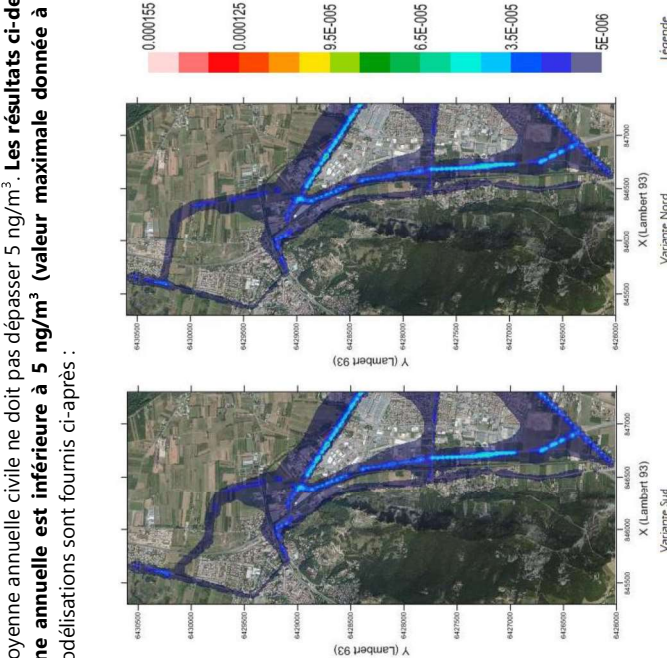 oyenne annuelle civile ne doit pas dépasser 5 ng/m³. Les résultats ci-de
ne annuelle est inférieure à 5 ng/m³ (valeur maximale donnée à
odélisations sont fournis ci-après :
6430500
6430000
6429500
6429000
6428500
6428000
6427500
6427000
6426500
6426000
Y (Lambert 93)
845500
846000
846500
847000
X (Lambert 93)
Variante Sud
6430500
6430000
6429500
6429000
6428500
6428000
6427500
6427000
6426500
6426000
Y (Lambert 93)
845500
846000
846500
847000
X (Lambert 93)
Variante Nord
0.000155
0.000125
9.5E-005
6.5E-005
3.5E-005
5E-006
Légende